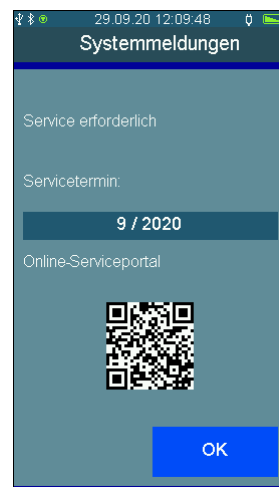 29.09.20 12:09:48
Systemmeldungen
Service erforderlich
Servicetermin:
9 / 2020
Online-Serviceportal
OK